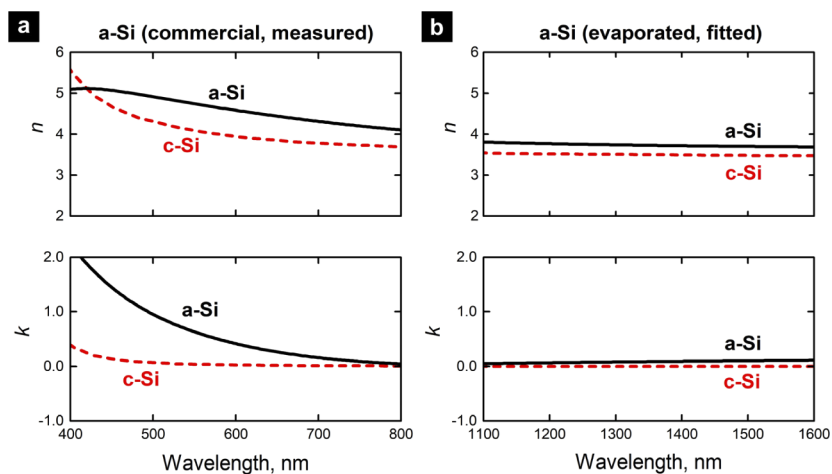 a
a-Si (commercial, measured)
6
5
4
3
2
n
a-Si
c-Si
2.0
1.0
0.0
-1.0
k
a-Si
c-Si
400 500 600 700 800
Wavelength, nm
b
a-Si (evaporated, fitted)
6
5
4
3
2
n
a-Si
c-Si
2.0
1.0
0.0
-1.0
k
a-Si
c-Si
1100 1200 1300 1400 1500 1600
Wavelength, nm